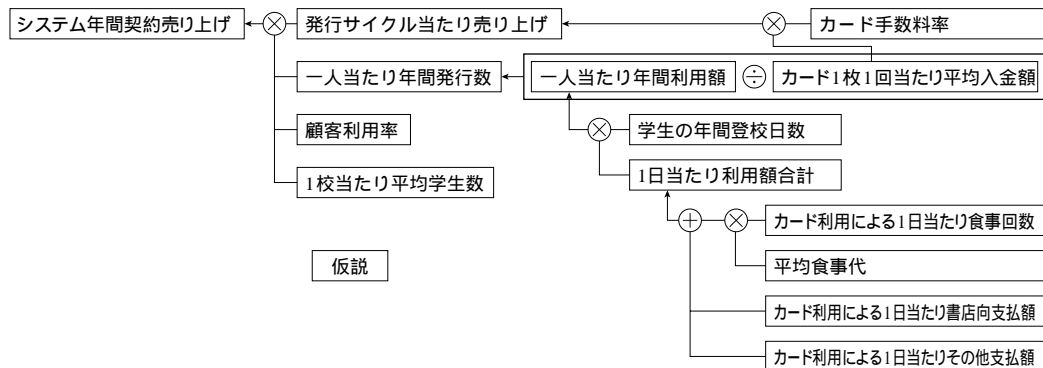 システム年間契約売り上げ
発行サイクル当たり売り上げ
カード手数料率
一人当たり年間発行数
一人当たり年間利用額
カード1枚1回当たり平均入金額
顧客利用率
学生の年間登校日数
1校当たり平均学生数
1日当たり利用額合計
カード利用による1日当たり食事回数
仮説
平均食事代
カード利用による1日当たり書店向支払額
カード利用による1日当たりその他支払額